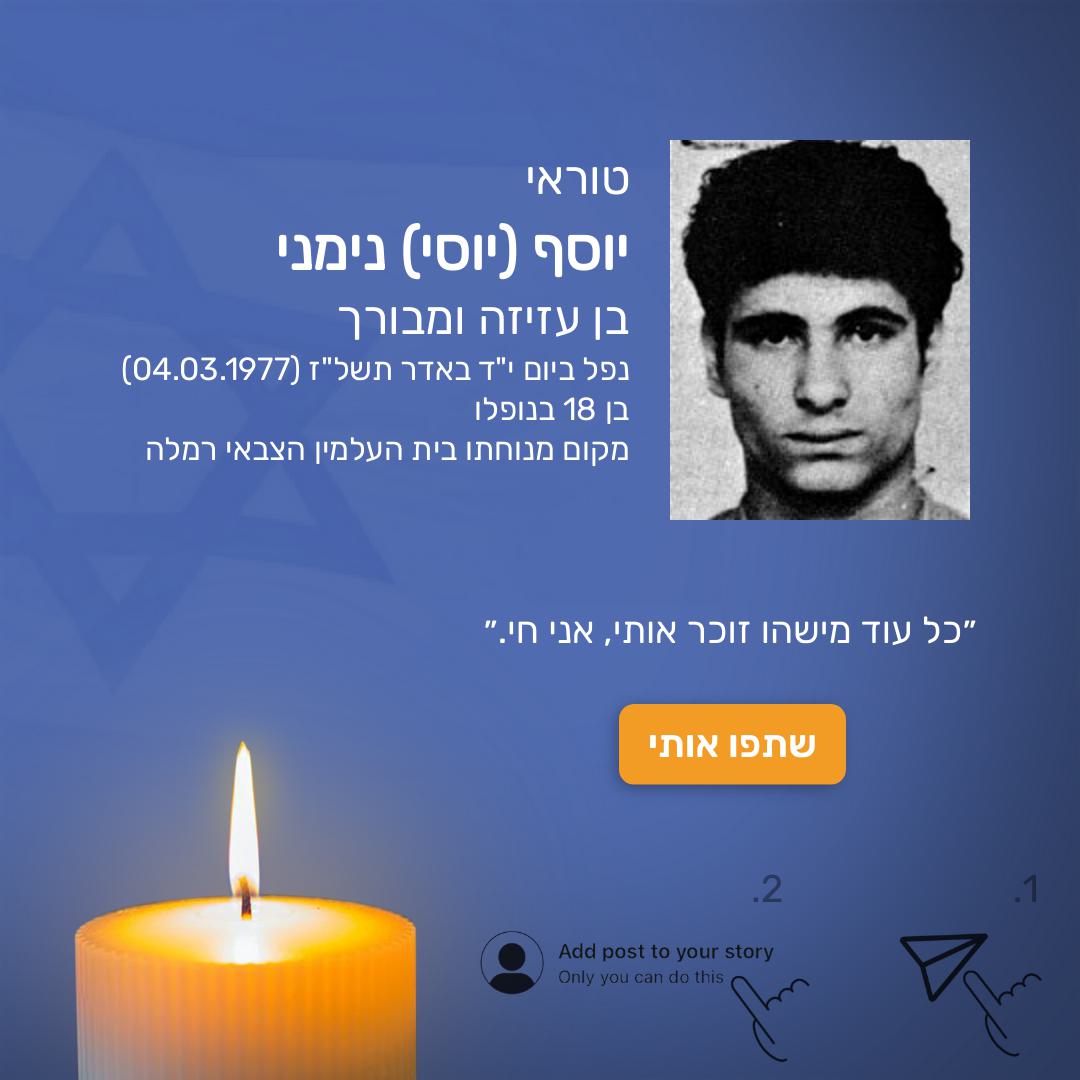 טוראי
יוסף (יוסי) נימני
בן עזיזה ומבורך
נפל ביום י"ד באדר תשל"ז (04.03.1977)
בן 18 בנופלו
מקום מנוחתו בית העלמין הצבאי רמלה
״כל עוד מישהו זוכר אותי, אני חי.״
שתפו אותי
1.
2.
Add post to your story
Only you can do this